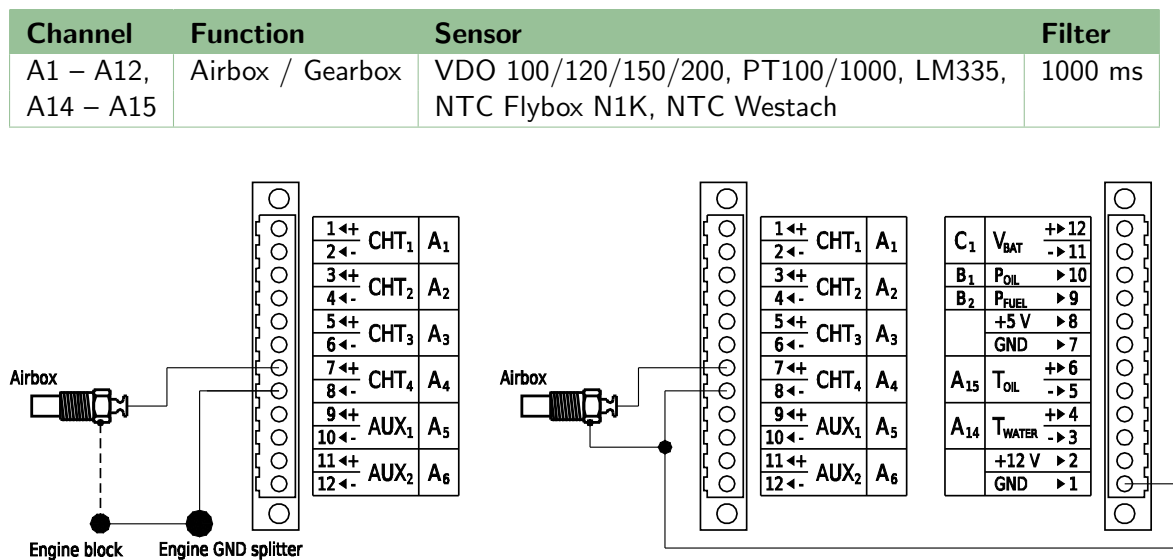 Channel Function Sensor Filter
A1 – A12, Airbox / Gearbox VDO 100/120/150/200, PT100/1000, LM335, 1000 ms
A14 – A15 NTC Flybox N1K, NTC Westach
Airbox
Engine block
Engine GND splitter
1◄+ CHT₁ A₁
2◄-
3◄+ CHT₂ A₂
4◄-
5◄+ CHT₃ A₃
6◄-
7◄+ CHT₄ A₄
8◄-
9◄+ AUX₁ A₅
10◄-
11◄+ AUX₂ A₆
12◄-
Airbox
1◄+ CHT₁ A₁
2◄-
3◄+ CHT₂ A₂
4◄-
5◄+ CHT₃ A₃
6◄-
7◄+ CHT₄ A₄
8◄-
9◄+ AUX₁ A₅
10◄-
11◄+ AUX₂ A₆
12◄-
C₁ VBAT +►12
-►11
B₁ POIL ►10
B₂ PFUEL ►9
+5 V ►8
GND ►7
A₁₅ TOIL +►6
-►5
A₁₄ TWATER +►4
-►3
+12 V ►2
GND ►1